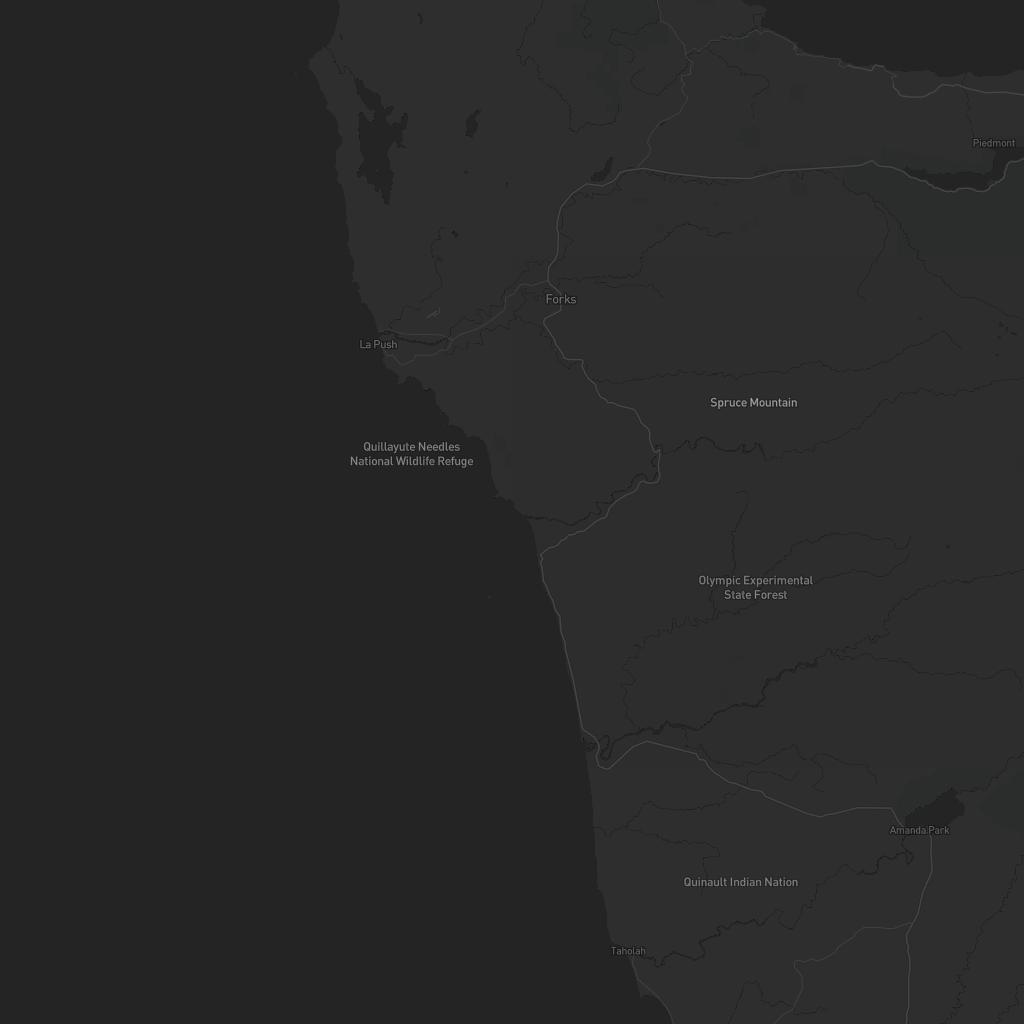 Piedmont
Forks
La Push
Spruce Mountain
Quillayute Needles
National Wildlife Refuge
Olympic Experimental
State Forest
Amanda Park
Quinault Indian Nation
Taholah